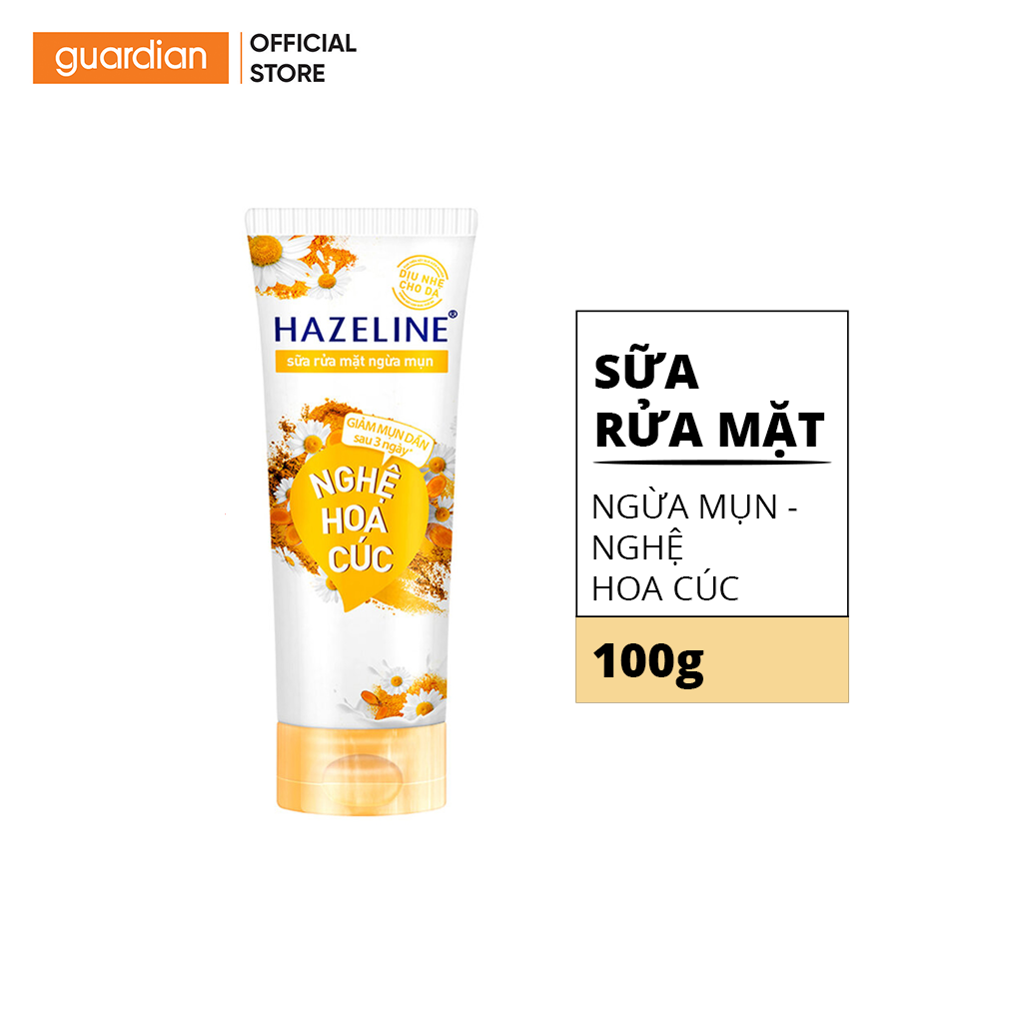 guardian
OFFICIAL
STORE
DỊU NHẸ
CHO DA
HAZELINE®
sữa rửa mặt ngừa mụn
GIẢM MỤN DẦN
sau 3 ngày*
NGHỆ
HOA
CÚC
SỮA
RỬA MẶT
NGỪA MỤN -
NGHỆ
HOA CÚC
100g